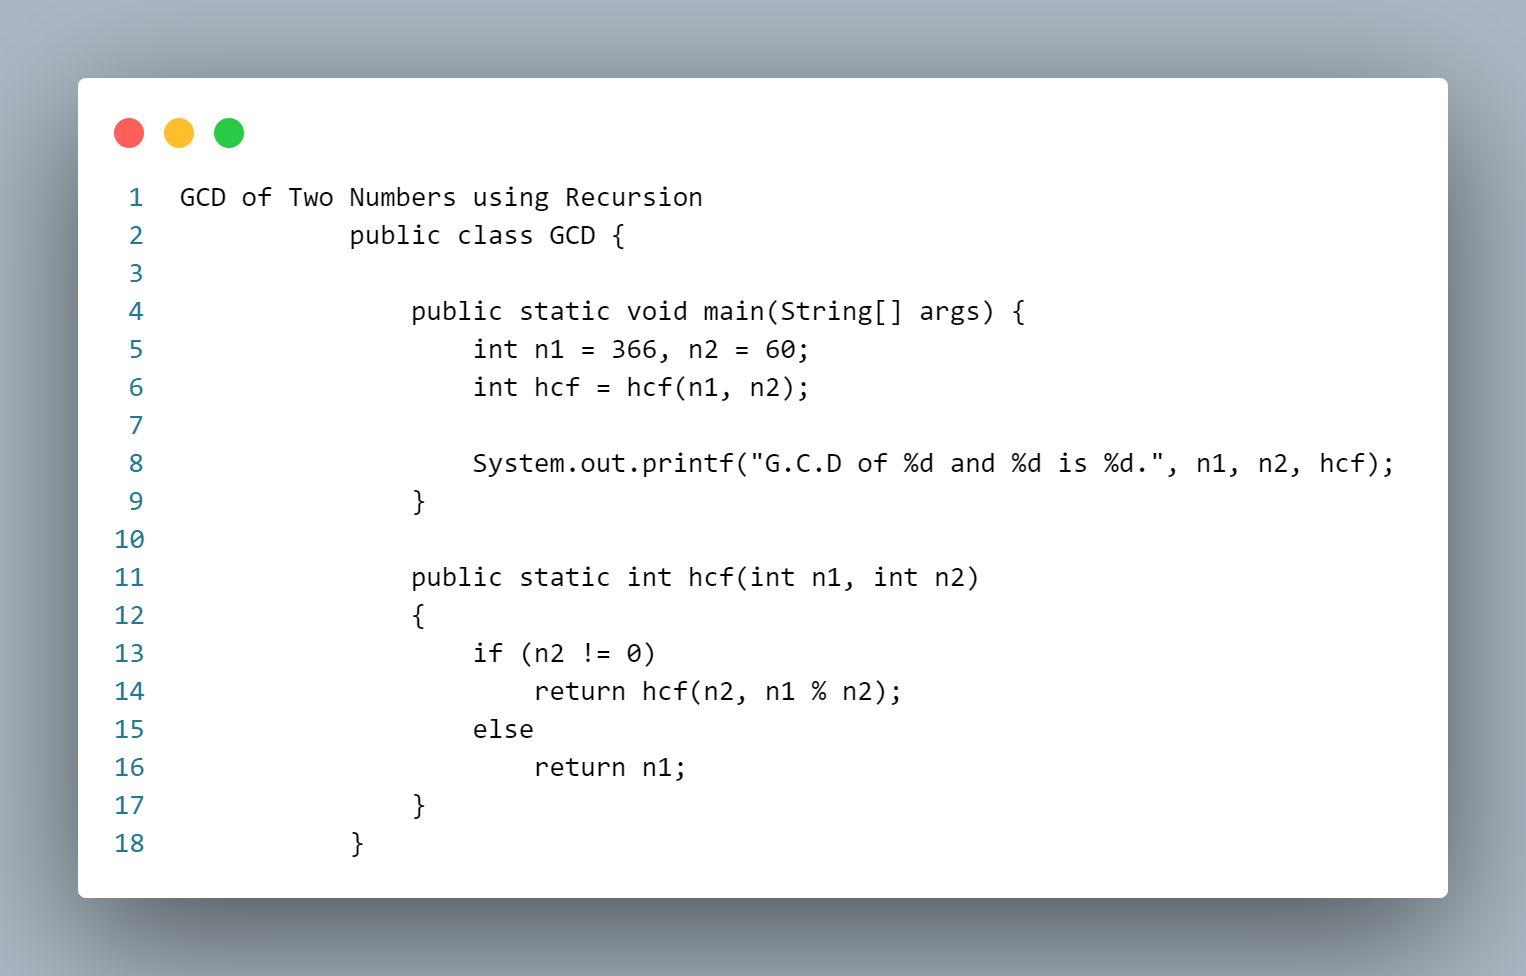 1 GCD of Two Numbers using Recursion
2 public class GCD {
3
4 public static void main(String[] args) {
5 int n1 = 366, n2 = 60;
6 int hcf = hcf(n1, n2);
7
8 System.out.printf("G.C.D of %d and %d is %d.", n1, n2, hcf);
9 }
10
11 public static int hcf(int n1, int n2)
12 {
13 if (n2 != 0)
14 return hcf(n2, n1 % n2);
15 else
16 return n1;
17 }
18 }